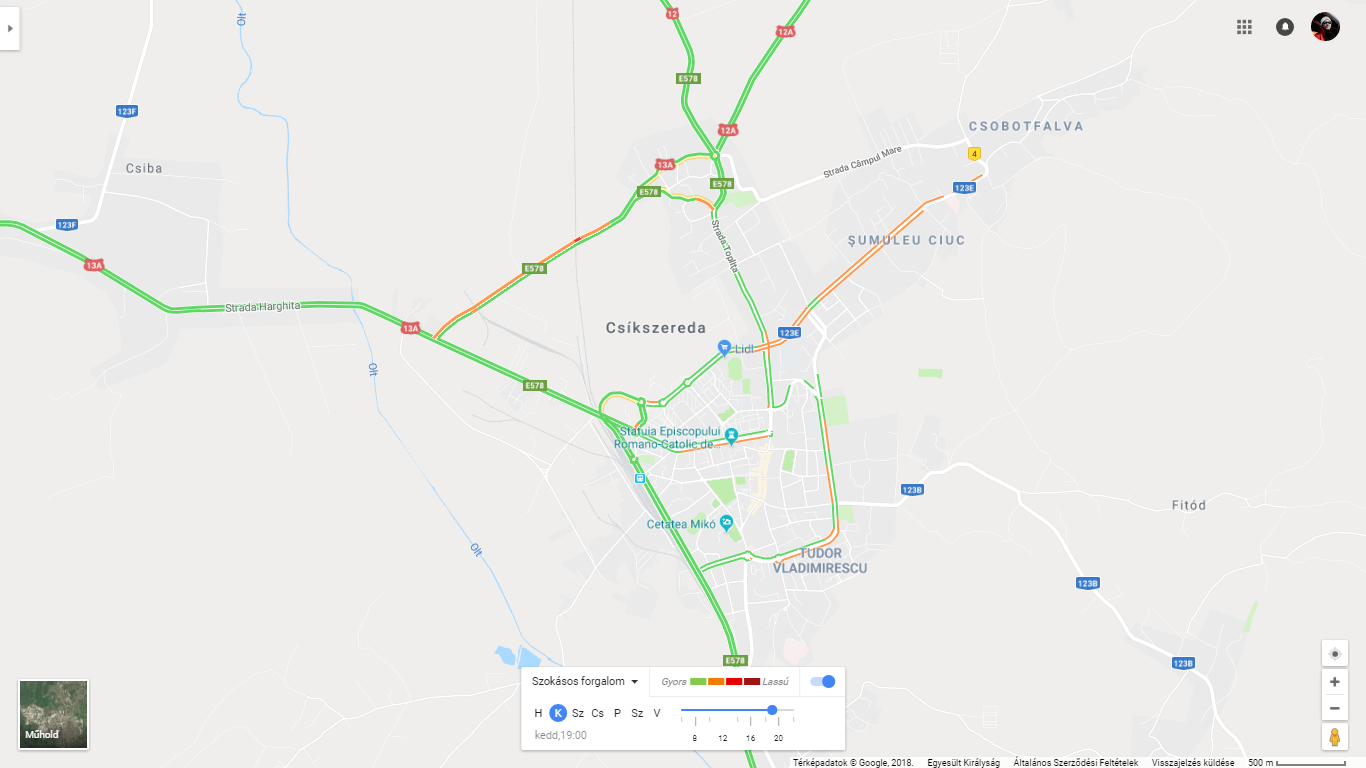 Olt
12
12A
E578
123F
12A
CSOBOTFALVA
4
Strada Câmpul Mare
13A
Csiba
E578
E578
123E
123F
Strada Toplița
ȘUMULEU CIUC
13A
E578
Strada Harghita
13A
Csíkszereda
123E
Lidl
Olt
E578
Statuia Episcopului
Romano-Catolic de...
123B
Fitód
Cetatea Mikó
Olt
TUDOR
VLADIMIRESCU
123B
E578
123B
Szokásos forgalom
Gyors
Lassú
H K Sz Cs P Sz V
kedd,19:00
8 12 16 20
Műhold
Térképadatok © Google, 2018. Egyesült Királyság Általános Szerződési Feltételek Visszajelzés küldése 500 m